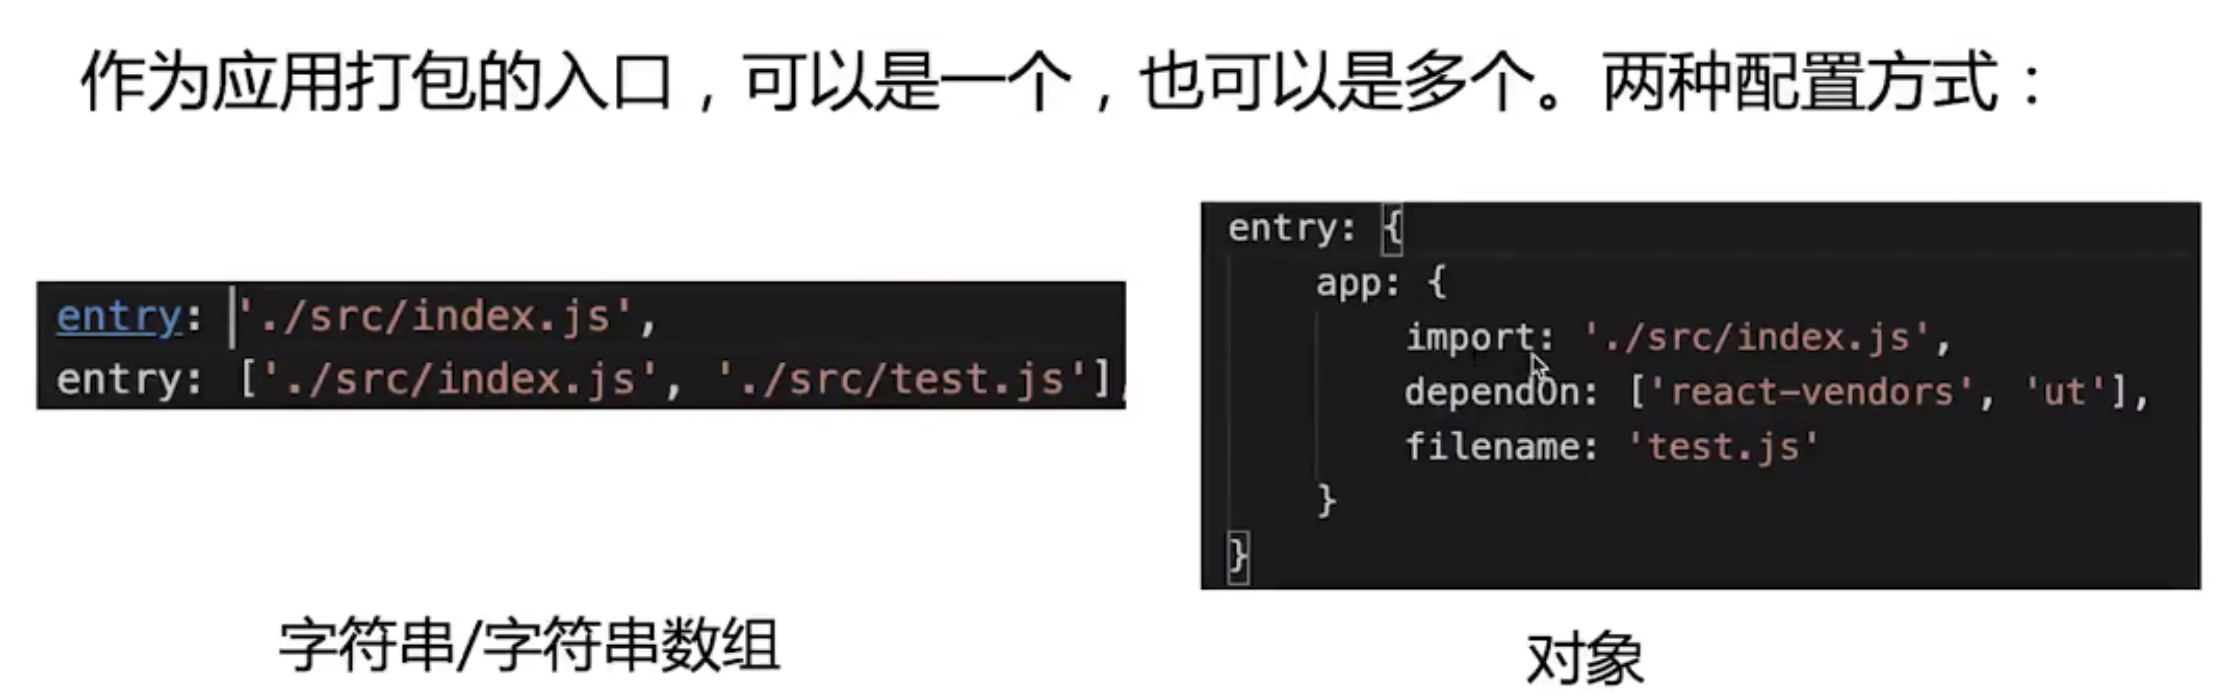 作为应用打包的入口，可以是一个，也可以是多个。两种配置方式：
entry: './src/index.js',
entry: ['./src/index.js', './src/test.js'],
字符串/字符串数组
entry: {
app: {
import: './src/index.js',
dependOn: ['react-vendors', 'ut'],
filename: 'test.js'
}
}
对象